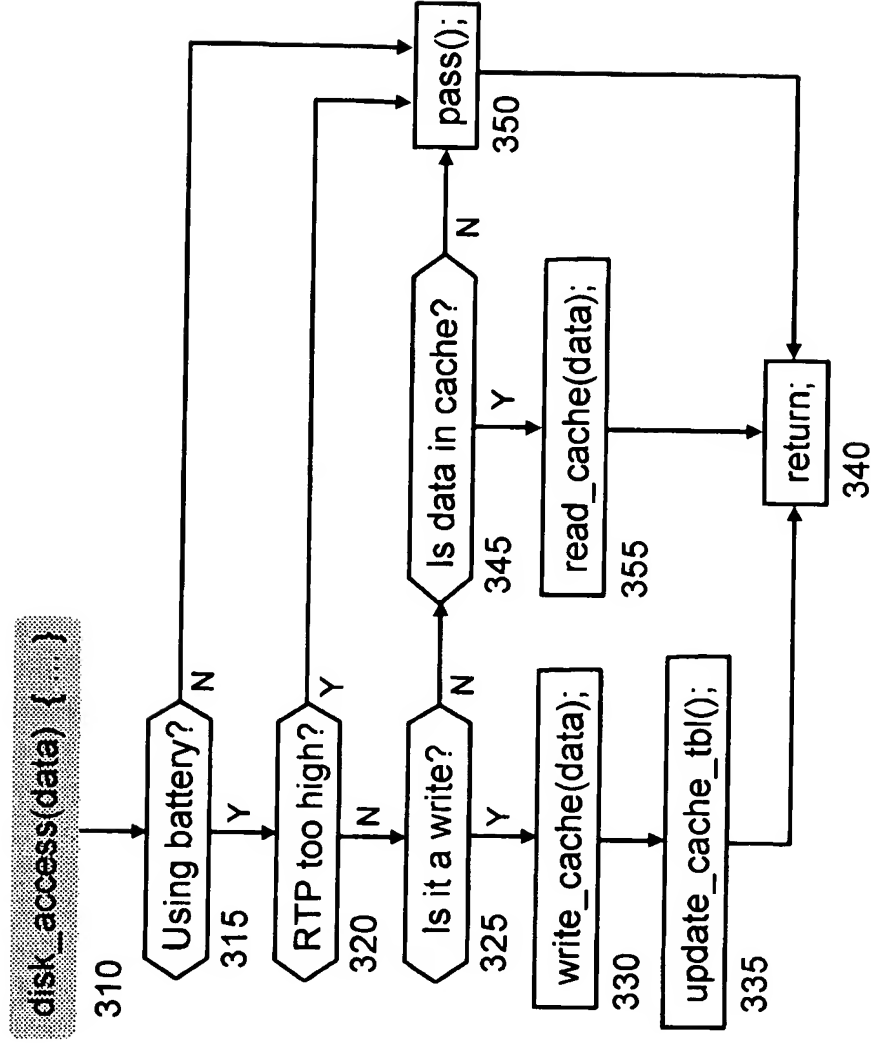 disk_access(data) { ... }
310
Using battery?
315
N
Y
RTP too high?
320
Y
N
Is it a write?
325
N
Y
Is data in cache?
345
N
Y
pass();
350
write_cache(data);
330
read_cache(data);
355
update_cache_tbl();
335
return;
340